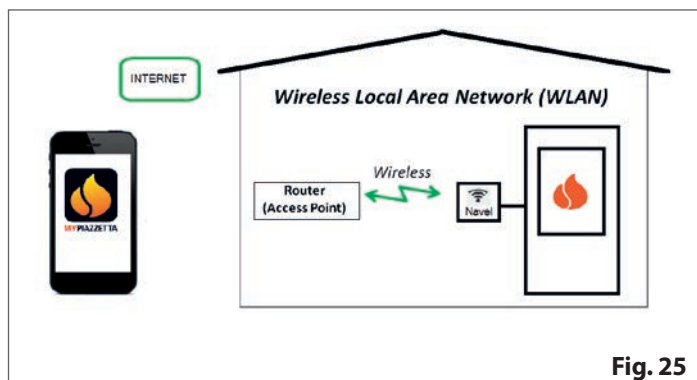 INTERNET
Wireless Local Area Network (WLAN)
Wireless
Router
(Access Point)
Navel
MYPIAZZETTA
Fig. 25